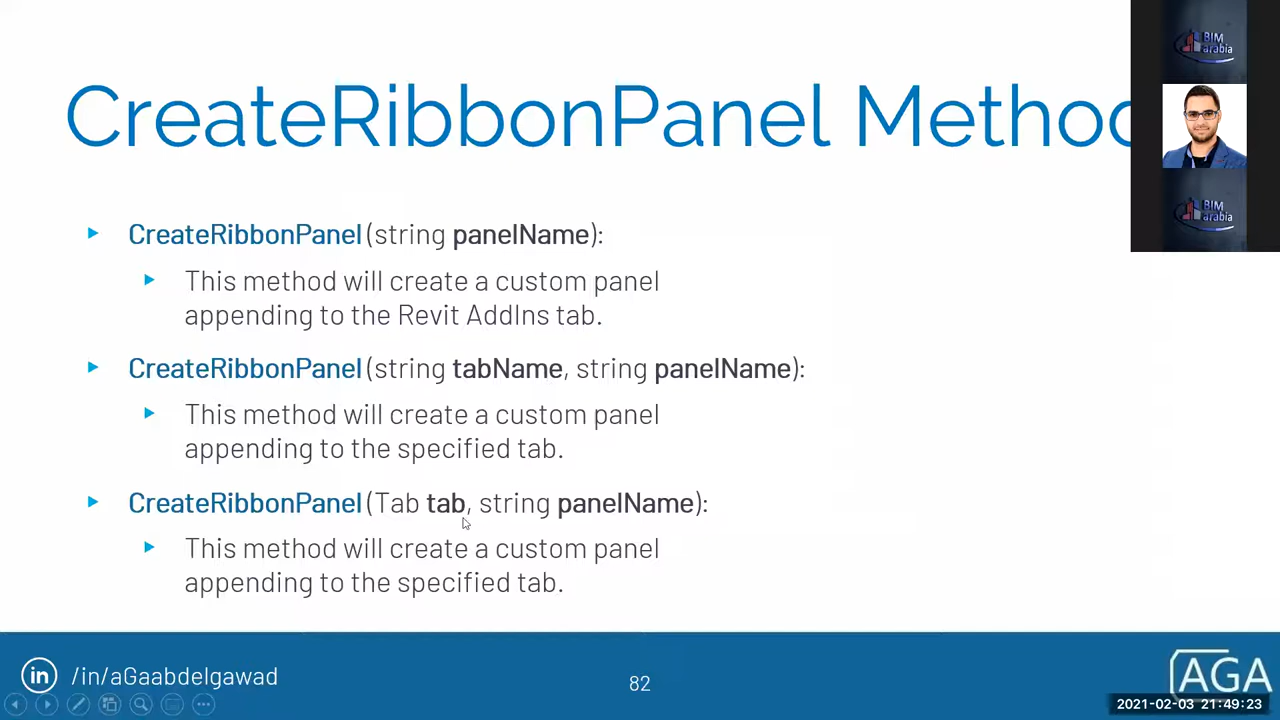 CreateRibbonPanel Metho
BIM
arabia
BIM
arabia
CreateRibbonPanel (string panelName):
This method will create a custom panel
appending to the Revit AddIns tab.
CreateRibbonPanel (string tabName, string panelName):
This method will create a custom panel
appending to the specified tab.
CreateRibbonPanel (Tab tab, string panelName):
This method will create a custom panel
appending to the specified tab.
in /in/aGaabdelgawad
82
AGA
2021-02-03 21:49:23